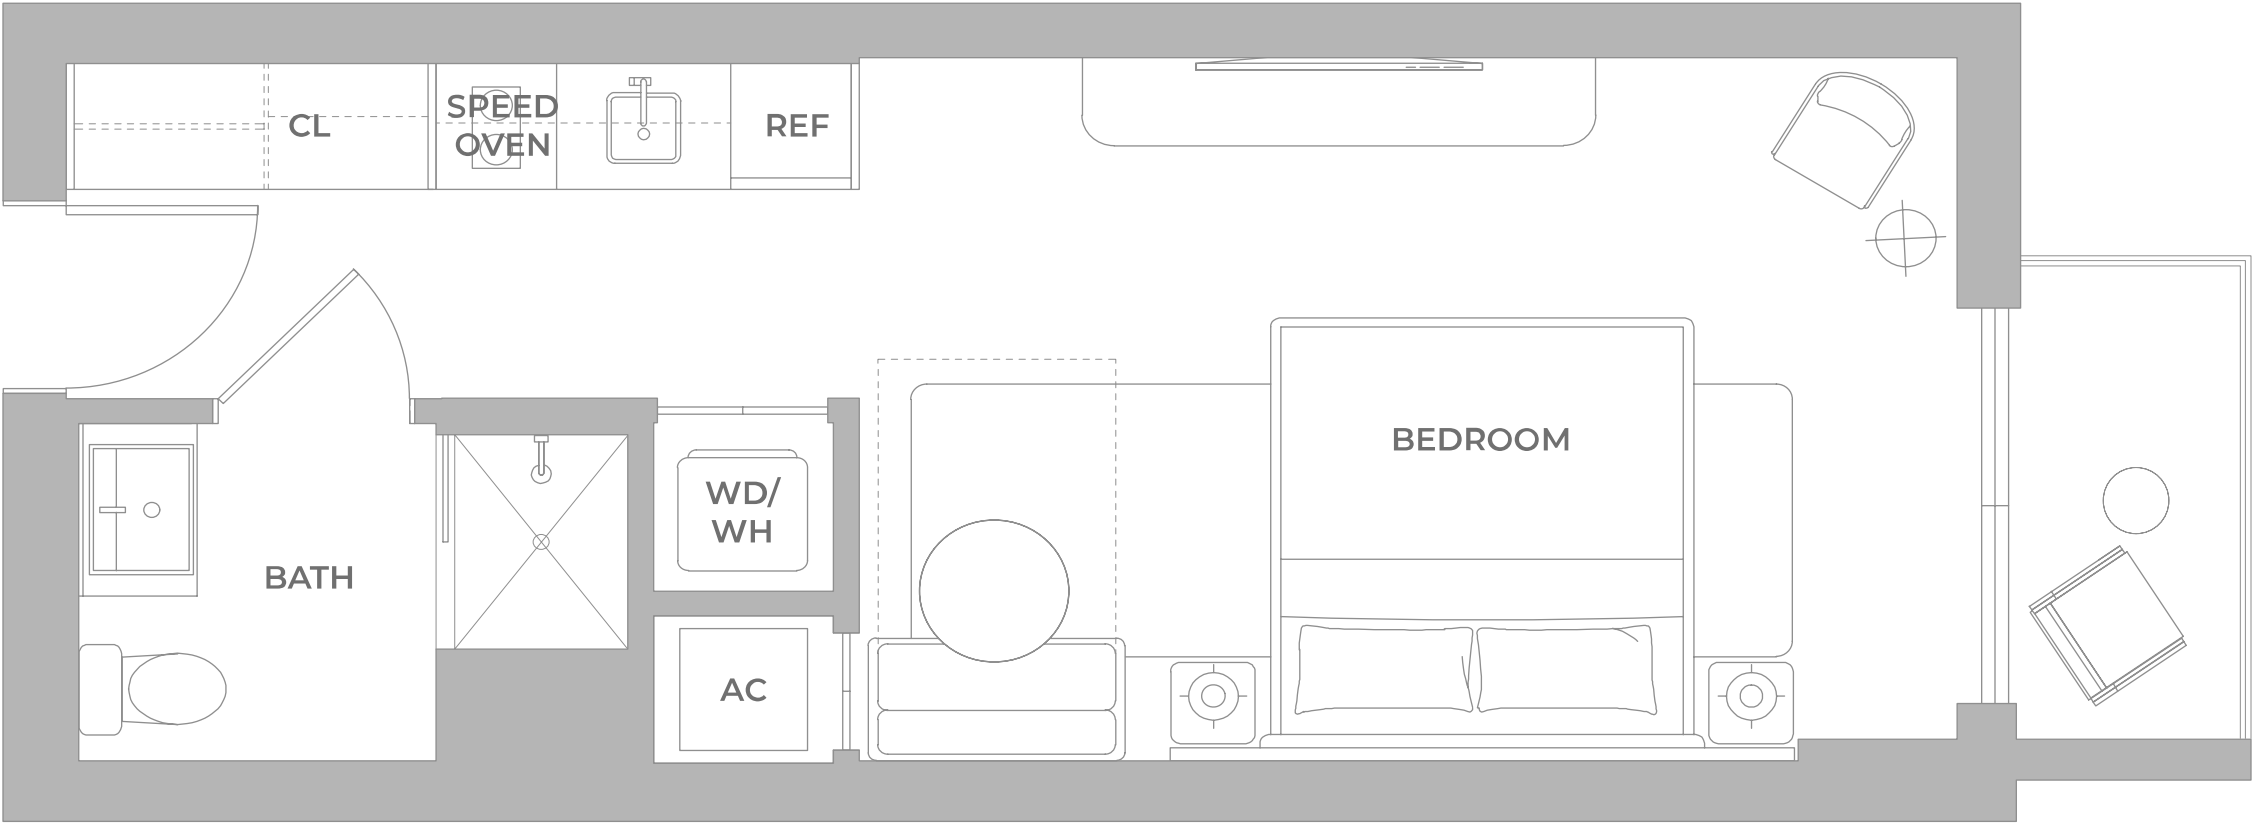 CL
SPEED
OVEN
REF
BEDROOM
WD/
WH
BATH
AC